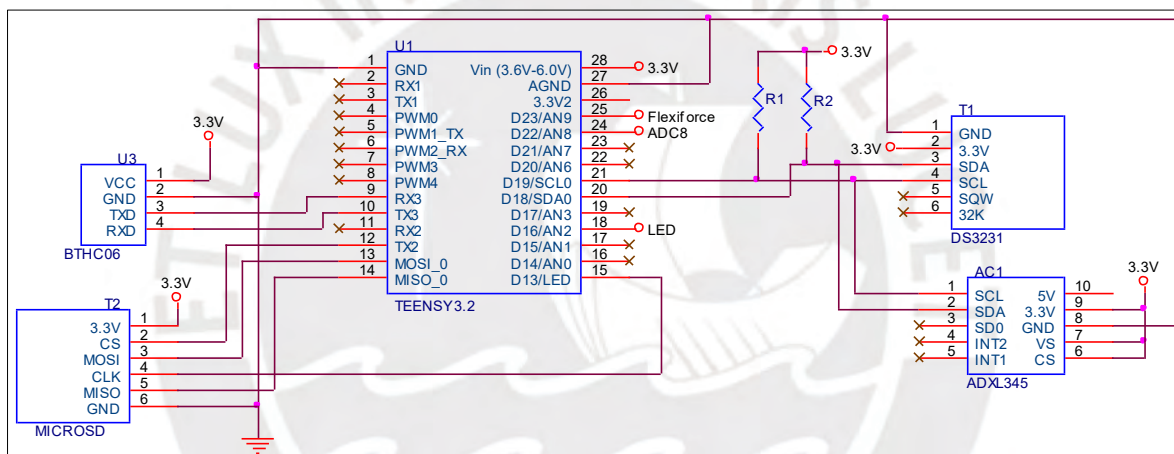 ET LUX IN
S LUCET
U1
TEENSY3.2
1 GND
2 RX1
3 TX1
4 PWM0
5 PWM1_TX
6 PWM2_RX
7 PWM3
8 PWM4
9 RX3
10 TX3
11 RX2
12 TX2
13 MOSI_0
14 MISO_0
Vin (3.6V-6.0V) 28 3.3V
AGND 27
3.3V2 26
D23/AN9 25 Flexiforce
D22/AN8 24 ADC8
D21/AN7 23
D20/AN6 22
D19/SCL0 21
D18/SDA0 20
D17/AN3 19
D16/AN2 18 LED
D15/AN1 17
D14/AN0 16
D13/LED 15
3.3V
U3
VCC 1
GND 2
TXD 3
RXD 4
BTHC06
3.3V
T2
3.3V 1
CS 2
MOSI 3
CLK 4
MISO 5
GND 6
MICROSD
3.3V
R1
R2
T1
1 GND
3.3V 2 3.3V
3 SDA
4 SCL
5 SQW
6 32K
DS3231
AC1
3.3V
1 SCL
2 SDA
3 SD0
4 INT2
5 INT1
5V 10
3.3V 9
GND 8
VS 7
CS 6
ADXL345